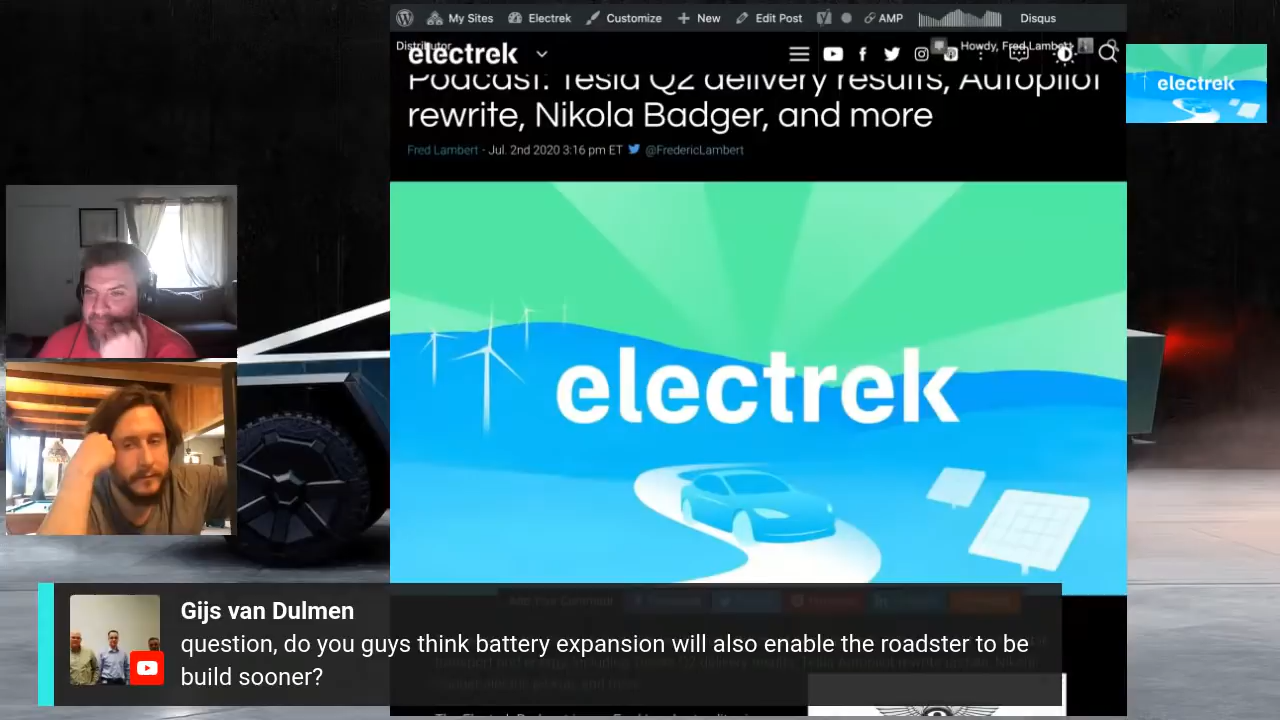 My Sites
Electrek
Customize
New
Edit Post
AMP
Disqus
Distributor
Howdy, Fred Lambert
electrek
Podcast: Tesla Q2 delivery results, Autopilot
rewrite, Nikola Badger, and more
Fred Lambert - Jul. 2nd 2020 3:16 pm ET @FredericLambert
electrek
electrek
Gijs van Dulmen
question, do you guys think battery expansion will also enable the roadster to be
build sooner?